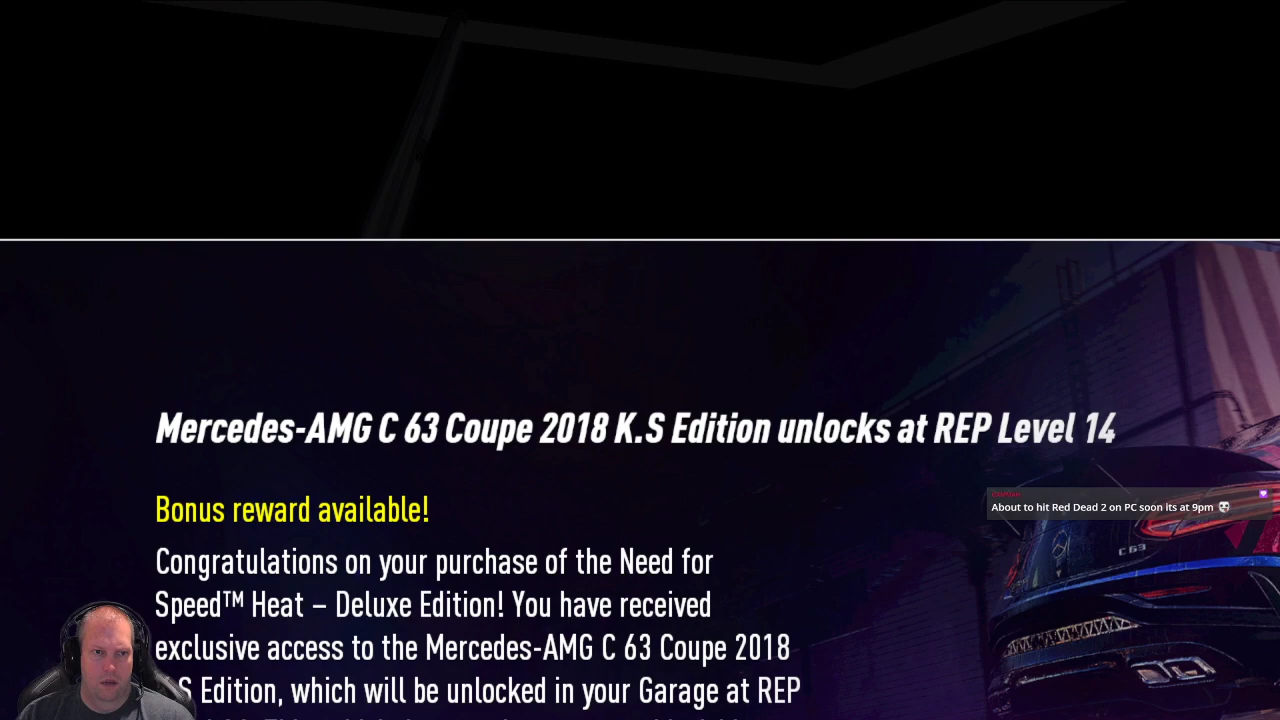 Mercedes-AMG C 63 Coupe 2018 K.S Edition unlocks at REP Level 14
Bonus reward available!
About to hit Red Dead 2 on PC soon its at 9pm
C 63
Congratulations on your purchase of the Need for
Speed™ Heat – Deluxe Edition! You have received
exclusive access to the Mercedes-AMG C 63 Coupe 2018
S Edition, which will be unlocked in your Garage at REP